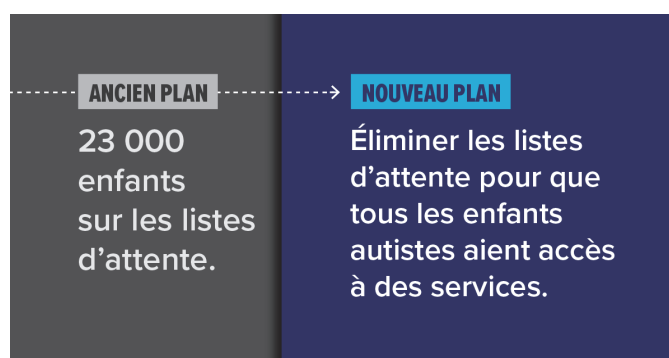 ANCIEN PLAN
23 000
enfants
sur les listes
d'attente.
NOUVEAU PLAN
Éliminer les listes
d'attente pour que
tous les enfants
autistes aient accès
à des services.